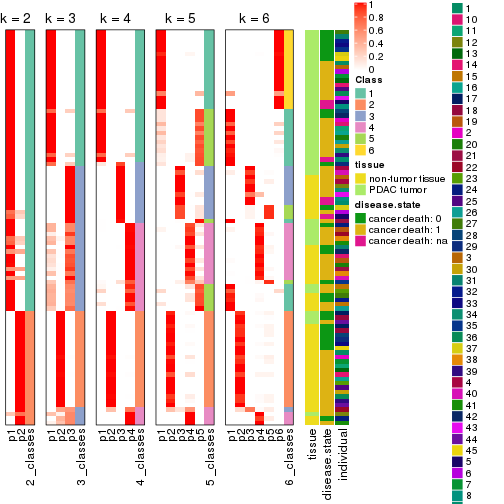 k = 2
k = 3
k = 4
k = 5
k = 6
1
0.8
0.6
0.4
0.2
0
Class
1
2
3
4
5
6
tissue
non-tumor tissue
PDAC tumor
disease.state
cancer death: 0
cancer death: 1
cancer death: na
1
10
11
12
13
14
15
16
17
18
19
2
20
21
22
23
24
25
26
27
28
29
3
30
31
32
33
34
35
36
37
38
39
4
40
41
42
43
44
45
5
6
7
8
p1
p2
2_classes
p1
p2
p3
3_classes
p1
p2
p3
p4
4_classes
p1
p2
p3
p4
p5
5_classes
p1
p2
p3
p4
p5
p6
6_classes
tissue
disease.state
individual